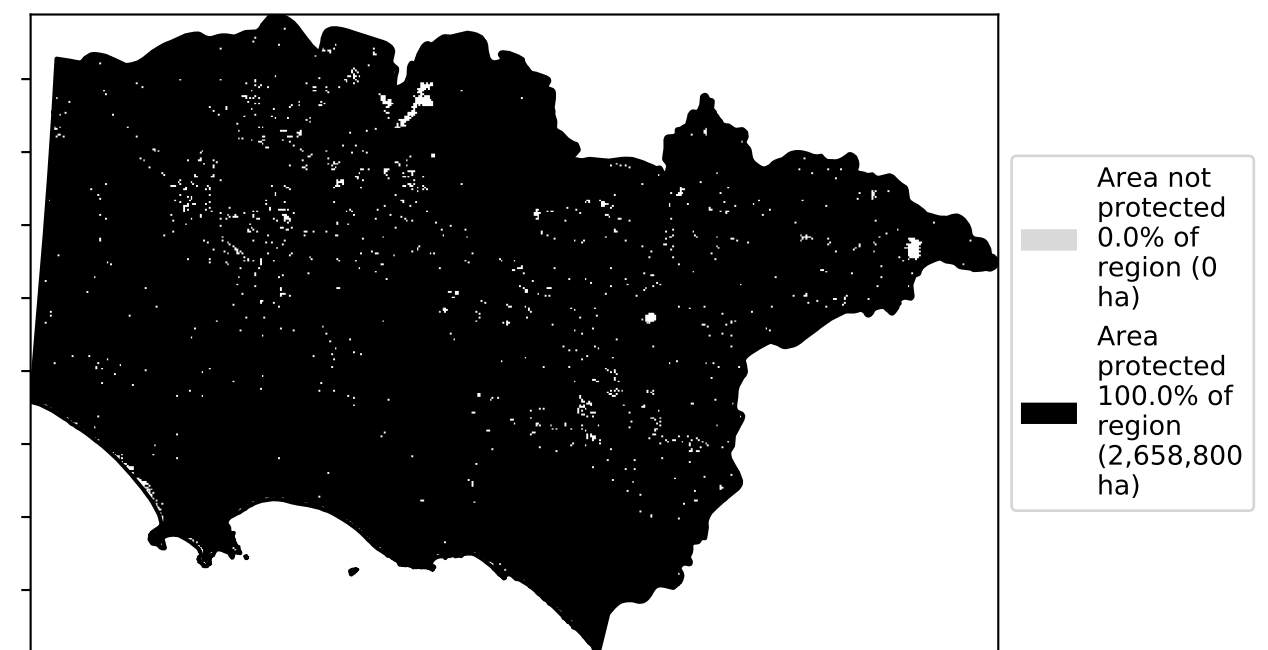 Area not
protected
0.0% of
region (0
ha)
Area
protected
100.0% of
region
(2,658,800
ha)